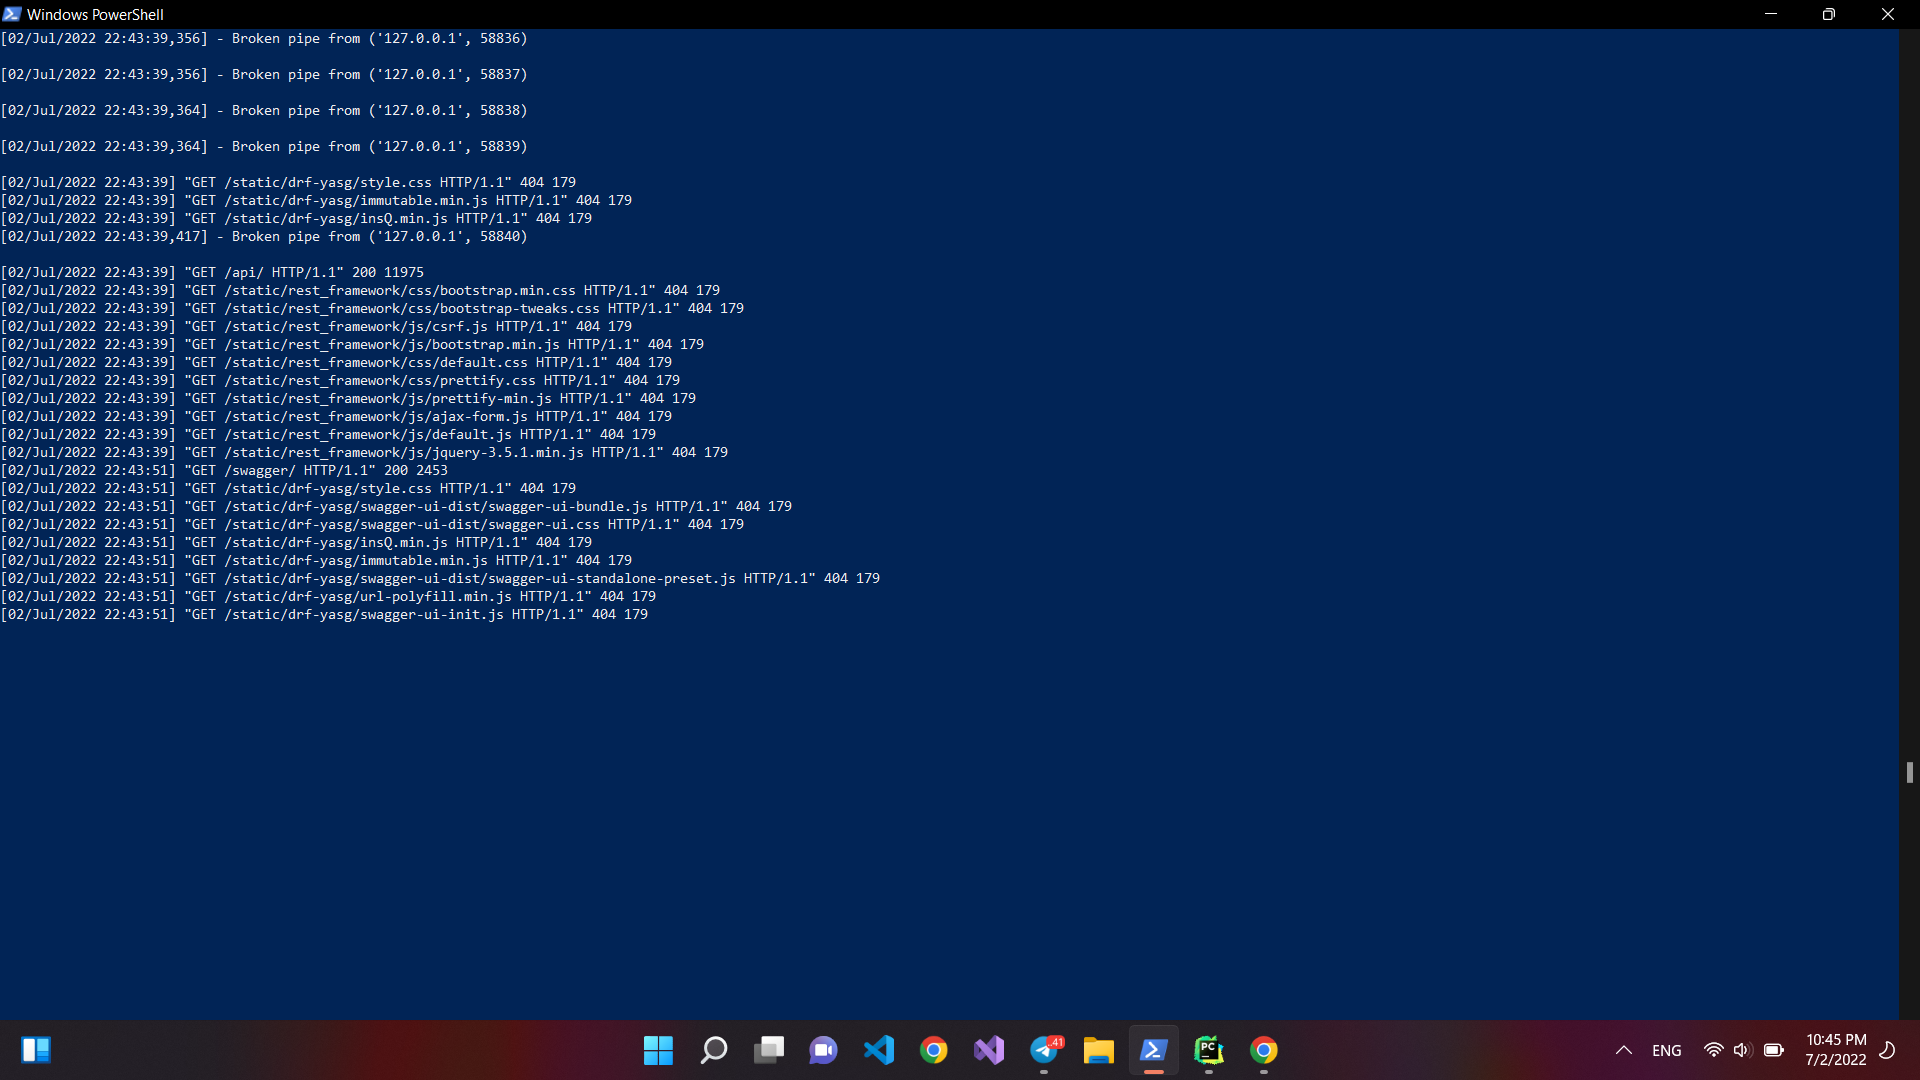 Windows PowerShell
[02/Jul/2022 22:43:39,356] - Broken pipe from ('127.0.0.1', 58836)
[02/Jul/2022 22:43:39,356] - Broken pipe from ('127.0.0.1', 58837)
[02/Jul/2022 22:43:39,364] - Broken pipe from ('127.0.0.1', 58838)
[02/Jul/2022 22:43:39,364] - Broken pipe from ('127.0.0.1', 58839)
[02/Jul/2022 22:43:39] "GET /static/drf-yasg/style.css HTTP/1.1" 404 179
[02/Jul/2022 22:43:39] "GET /static/drf-yasg/immutable.min.js HTTP/1.1" 404 179
[02/Jul/2022 22:43:39] "GET /static/drf-yasg/insQ.min.js HTTP/1.1" 404 179
[02/Jul/2022 22:43:39,417] - Broken pipe from ('127.0.0.1', 58840)
[02/Jul/2022 22:43:39] "GET /api/ HTTP/1.1" 200 11975
[02/Jul/2022 22:43:39] "GET /static/rest_framework/css/bootstrap.min.css HTTP/1.1" 404 179
[02/Jul/2022 22:43:39] "GET /static/rest_framework/css/bootstrap-tweaks.css HTTP/1.1" 404 179
[02/Jul/2022 22:43:39] "GET /static/rest_framework/js/csrf.js HTTP/1.1" 404 179
[02/Jul/2022 22:43:39] "GET /static/rest_framework/js/bootstrap.min.js HTTP/1.1" 404 179
[02/Jul/2022 22:43:39] "GET /static/rest_framework/css/default.css HTTP/1.1" 404 179
[02/Jul/2022 22:43:39] "GET /static/rest_framework/css/prettify.css HTTP/1.1" 404 179
[02/Jul/2022 22:43:39] "GET /static/rest_framework/js/prettify-min.js HTTP/1.1" 404 179
[02/Jul/2022 22:43:39] "GET /static/rest_framework/js/ajax-form.js HTTP/1.1" 404 179
[02/Jul/2022 22:43:39] "GET /static/rest_framework/js/default.js HTTP/1.1" 404 179
[02/Jul/2022 22:43:39] "GET /static/rest_framework/js/jquery-3.5.1.min.js HTTP/1.1" 404 179
[02/Jul/2022 22:43:51] "GET /swagger/ HTTP/1.1" 200 2453
[02/Jul/2022 22:43:51] "GET /static/drf-yasg/style.css HTTP/1.1" 404 179
[02/Jul/2022 22:43:51] "GET /static/drf-yasg/swagger-ui-dist/swagger-ui-bundle.js HTTP/1.1" 404 179
[02/Jul/2022 22:43:51] "GET /static/drf-yasg/swagger-ui-dist/swagger-ui.css HTTP/1.1" 404 179
[02/Jul/2022 22:43:51] "GET /static/drf-yasg/insQ.min.js HTTP/1.1" 404 179
[02/Jul/2022 22:43:51] "GET /static/drf-yasg/immutable.min.js HTTP/1.1" 404 179
[02/Jul/2022 22:43:51] "GET /static/drf-yasg/swagger-ui-dist/swagger-ui-standalone-preset.js HTTP/1.1" 404 179
[02/Jul/2022 22:43:51] "GET /static/drf-yasg/url-polyfill.min.js HTTP/1.1" 404 179
[02/Jul/2022 22:43:51] "GET /static/drf-yasg/swagger-ui-init.js HTTP/1.1" 404 179
41
PC
ENG
10:45 PM
7/2/2022